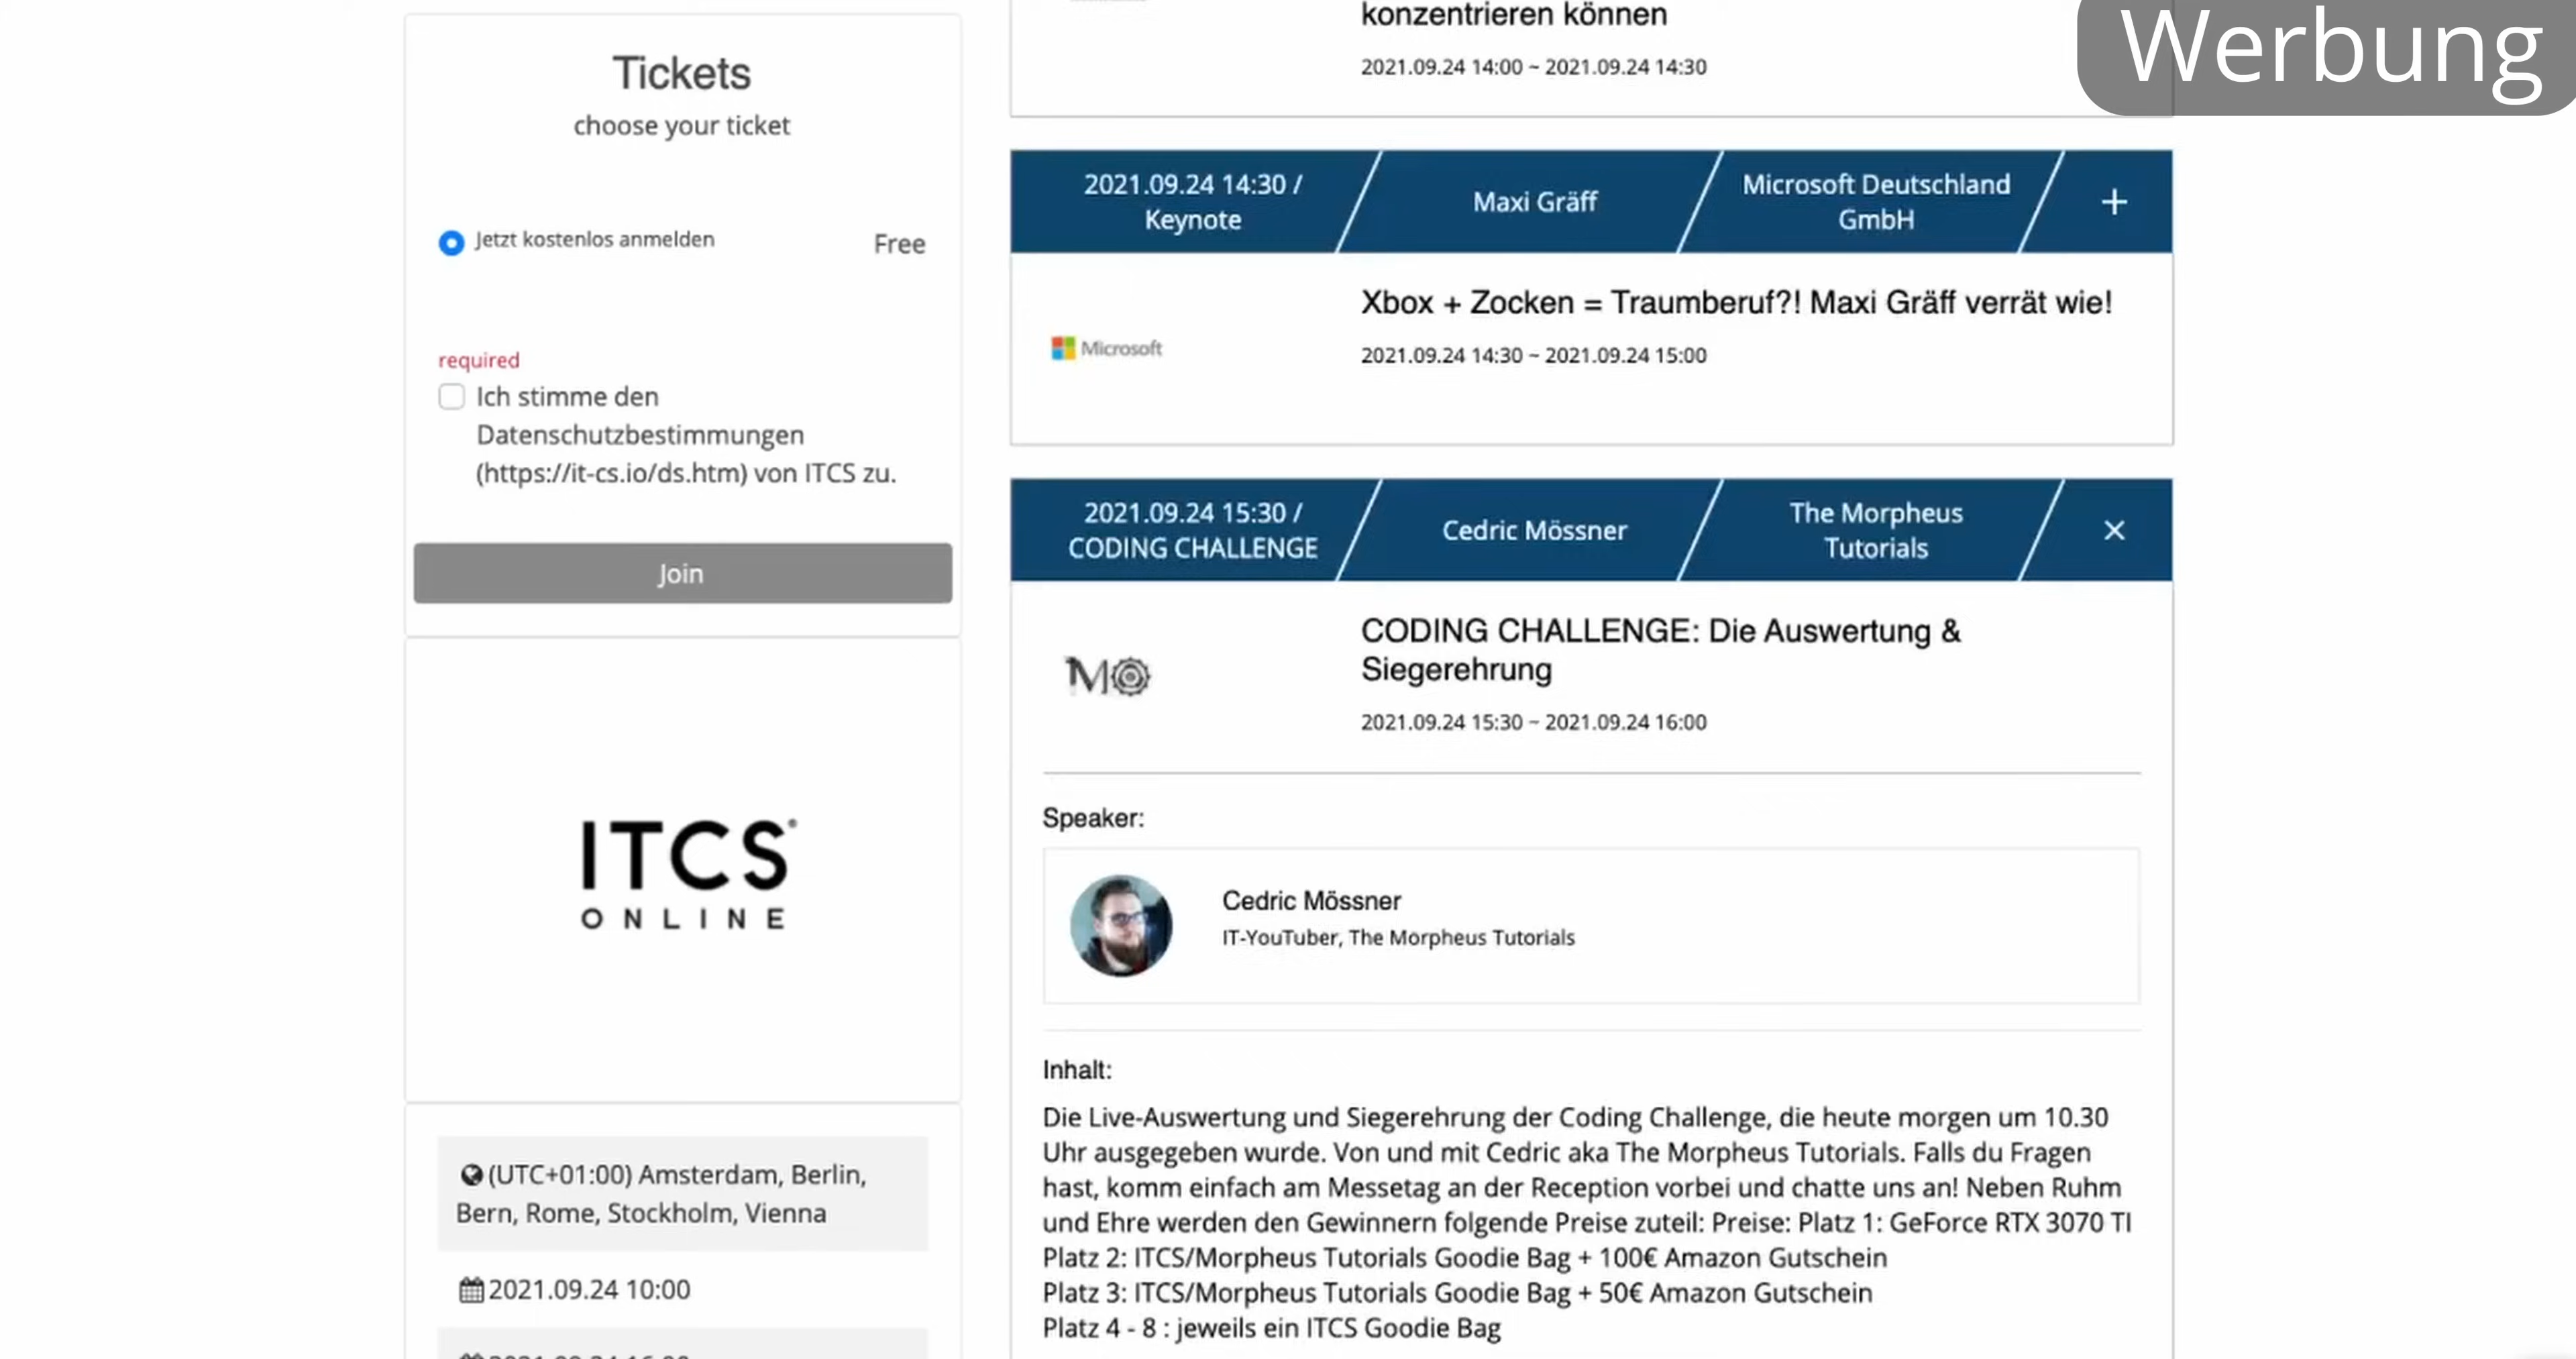 Werbung
Tickets
choose your ticket
Jetzt kostenlos anmelden
Free
required
Ich stimme den
Datenschutzbestimmungen
(https://it-cs.io/ds.htm) von ITCS zu.
Join
ITCS®
ONLINE
(UTC+01:00) Amsterdam, Berlin,
Bern, Rome, Stockholm, Vienna
2021.09.24 10:00
konzentrieren können
2021.09.24 14:00 ~ 2021.09.24 14:30
2021.09.24 14:30 /
Keynote
Maxi Gräff
Microsoft Deutschland
GmbH
+
Microsoft
Xbox + Zocken = Traumberuf?! Maxi Gräff verrät wie!
2021.09.24 14:30 ~ 2021.09.24 15:00
2021.09.24 15:30 /
CODING CHALLENGE
Cedric Mössner
The Morpheus
Tutorials
×
CODING CHALLENGE: Die Auswertung &
Siegerehrung
2021.09.24 15:30 ~ 2021.09.24 16:00
Speaker:
Cedric Mössner
IT-YouTuber, The Morpheus Tutorials
Inhalt:
Die Live-Auswertung und Siegerehrung der Coding Challenge, die heute morgen um 10.30
Uhr ausgegeben wurde. Von und mit Cedric aka The Morpheus Tutorials. Falls du Fragen
hast, komm einfach am Messetag an der Reception vorbei und chatte uns an! Neben Ruhm
und Ehre werden den Gewinnern folgende Preise zuteil: Preise: Platz 1: GeForce RTX 3070 TI
Platz 2: ITCS/Morpheus Tutorials Goodie Bag + 100€ Amazon Gutschein
Platz 3: ITCS/Morpheus Tutorials Goodie Bag + 50€ Amazon Gutschein
Platz 4 - 8 : jeweils ein ITCS Goodie Bag